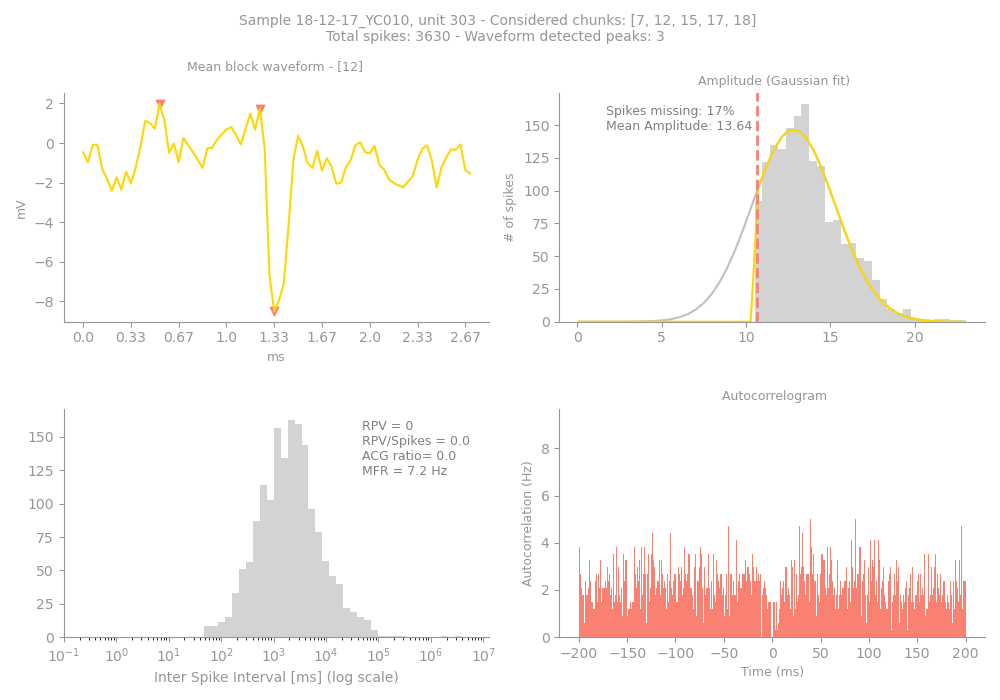 Sample 18-12-17_YC010, unit 303 - Considered chunks: [7, 12, 15, 17, 18]
Total spikes: 3630 - Waveform detected peaks: 3
Mean block waveform - [12]
mV
2
0
−2
−4
−6
−8
0.0 0.33 0.67 1.0 1.33 1.67 2.0 2.33 2.67
ms
Amplitude (Gaussian fit)
Spikes missing: 17%
Mean Amplitude: 13.64
# of spikes
150
125
100
75
50
25
0
0 5 10 15 20
RPV = 0
RPV/Spikes = 0.0
ACG ratio= 0.0
MFR = 7.2 Hz
150
125
100
75
50
25
0
10⁻¹ 10⁰ 10¹ 10² 10³ 10⁴ 10⁵ 10⁶ 10⁷
Inter Spike Interval [ms] (log scale)
Autocorrelogram
Autocorrelation (Hz)
8
6
4
2
0
−200 −150 −100 −50 0 50 100 150 200
Time (ms)